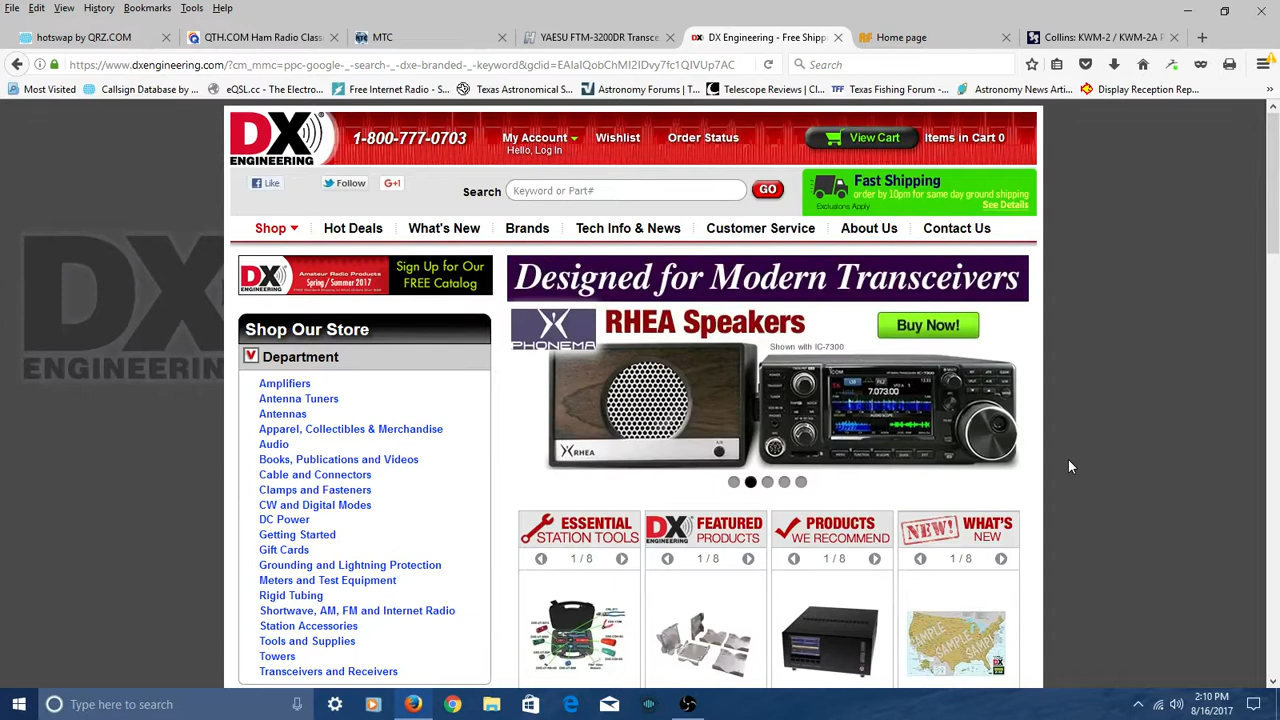 File Edit View History Bookmarks Tools Help
hotswap by QRZ.COM
QTH.COM Ham Radio Classi
MTC
YAESU FTM-3200DR Transce
DX Engineering - Free Shipp
Home page
Collins: KWM-2 / KWM-2A
https://www.dxengineering.com/?cm_mmc=ppc-google-_-search-_-dxe-branded-_-keyword&gclid=EAIaIQobChMI2IDvy7fc1QIVUp7AC
Search
Most Visited
Callsign Database by ...
eQSL.cc - The Electro...
Free Internet Radio - S...
Texas Astronomical S...
Astronomy News Arti...
Telescope Reviews | Cl...
Texas Fishing Forum - ...
Astronomy Articles - ...
Display Reception Rep...
DX
ENGINEERING
1-800-777-0703
My Account
Hello, Log In
Wishlist
Order Status
View Cart
Items in Cart 0
Like
Follow
G+1
Search
Keyword or Part#
GO
Fast Shipping
order by 10pm for same day ground shipping
Exclusions Apply
See Details
Shop
Hot Deals
What's New
Brands
Tech Info & News
Customer Service
About Us
Contact Us
DX
ENGINEERING
Amateur Radio Products
Spring / Summer 2017
Sign Up for Our
FREE Catalog
Designed for Modern Transceivers
PHONEMA
RHEA Speakers
Buy Now!
Shown with IC-7300
RHEA
ICOM
7.073.00
Shop Our Store
Department
Amplifiers
Antenna Tuners
Antennas
Apparel, Collectibles & Merchandise
Audio
Books, Publications and Videos
Cable and Connectors
Clamps and Fasteners
CW and Digital Modes
DC Power
Getting Started
Gift Cards
Grounding and Lightning Protection
Meters and Test Equipment
Rigid Tubing
Shortwave, AM, FM and Internet Radio
Station Accessories
Tools and Supplies
Towers
Transceivers and Receivers
ESSENTIAL
STATION TOOLS
1 / 8
DX ENGINEERING
FEATURED
PRODUCTS
1 / 8
PRODUCTS
WE RECOMMEND
1 / 8
NEW!
WHAT'S
NEW
1 / 8
SAMPLE
SAMPLE
DX
DX
ENGINEERING
Type here to search
2:10 PM
8/16/2017